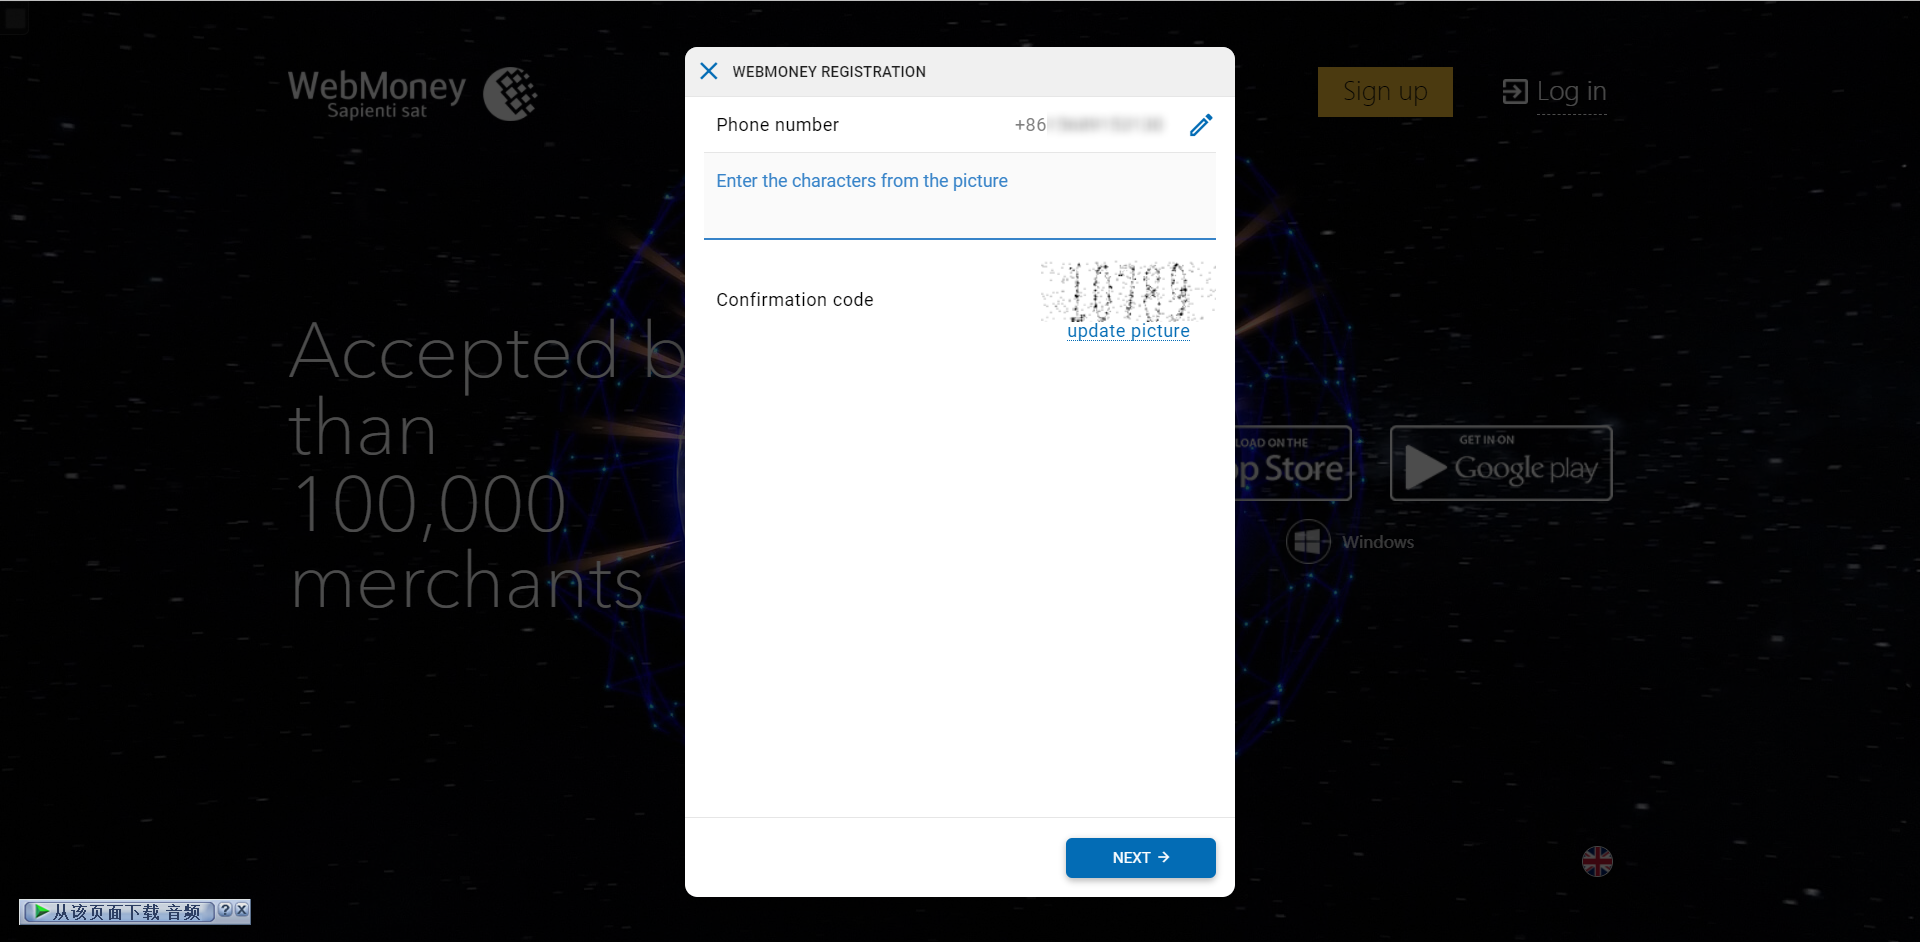 WebMoney
Sapienti sat
WEBMONEY REGISTRATION
Sign up
Log in
Phone number
+86
Enter the characters from the picture
Confirmation code
update picture
Accepted b
than
100,000
merchants
LOAD ON THE
p Store
GET IN ON
Google play
Windows
NEXT
从该页面下载 音频